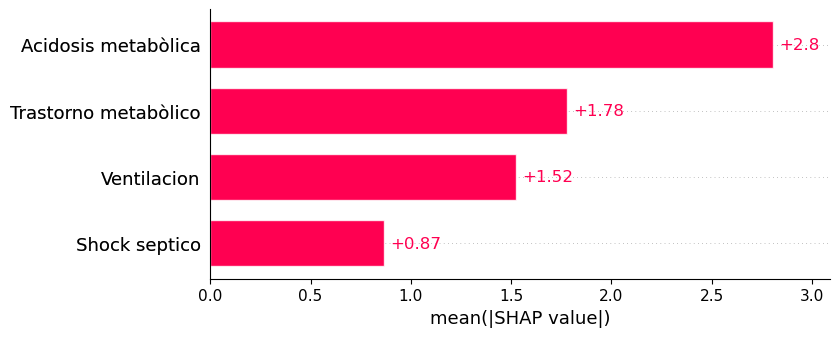 Acidosis metabòlica
+2.8
Trastorno metabòlico
+1.78
Ventilacion
+1.52
Shock septico
+0.87
0.0 0.5 1.0 1.5 2.0 2.5 3.0
mean(|SHAP value|)